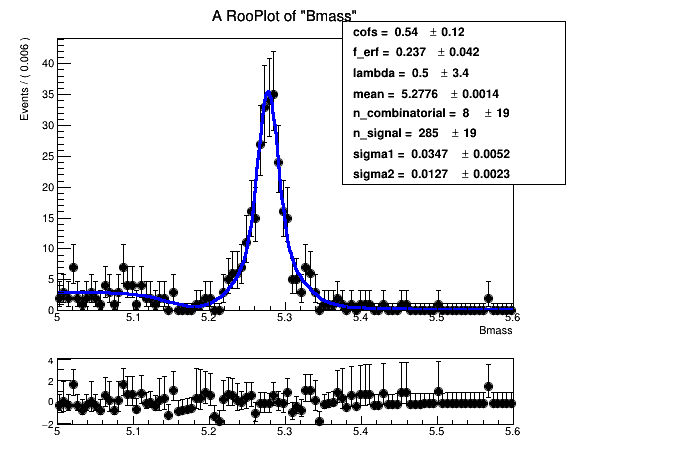 A RooPlot of "Bmass"
cofs = 0.54 ± 0.12
f_erf = 0.237 ± 0.042
lambda = 0.5 ± 3.4
mean = 5.2776 ± 0.0014
n_combinatorial = 8 ± 19
n_signal = 285 ± 19
sigma1 = 0.0347 ± 0.0052
sigma2 = 0.0127 ± 0.0023
Events / ( 0.006 )
40
35
30
25
20
15
10
5
0
5 5.1 5.2 5.3 5.4 5.5 5.6
Bmass
4
2
0
−2
5 5.1 5.2 5.3 5.4 5.5 5.6